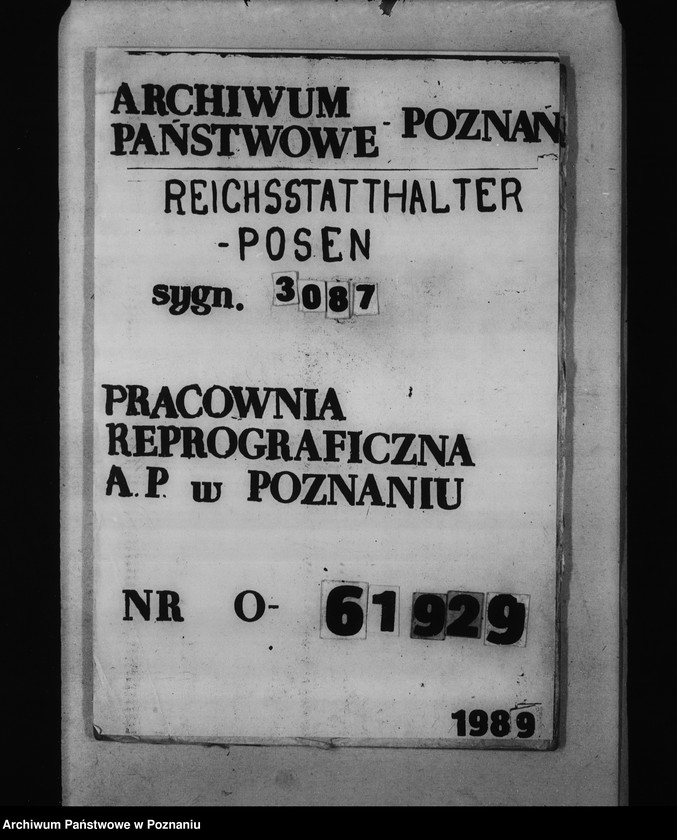 ARCHIWUM
PAŃSTWOWE - POZNAŃ
REICHSSTATTHALTER
-POSEN
sygn. 3087
PRACOWNIA
REPROGRAFICZNA
A.P. w POZNANIU
NR O- 61929
1989
Archiwum Państwowe w Poznaniu